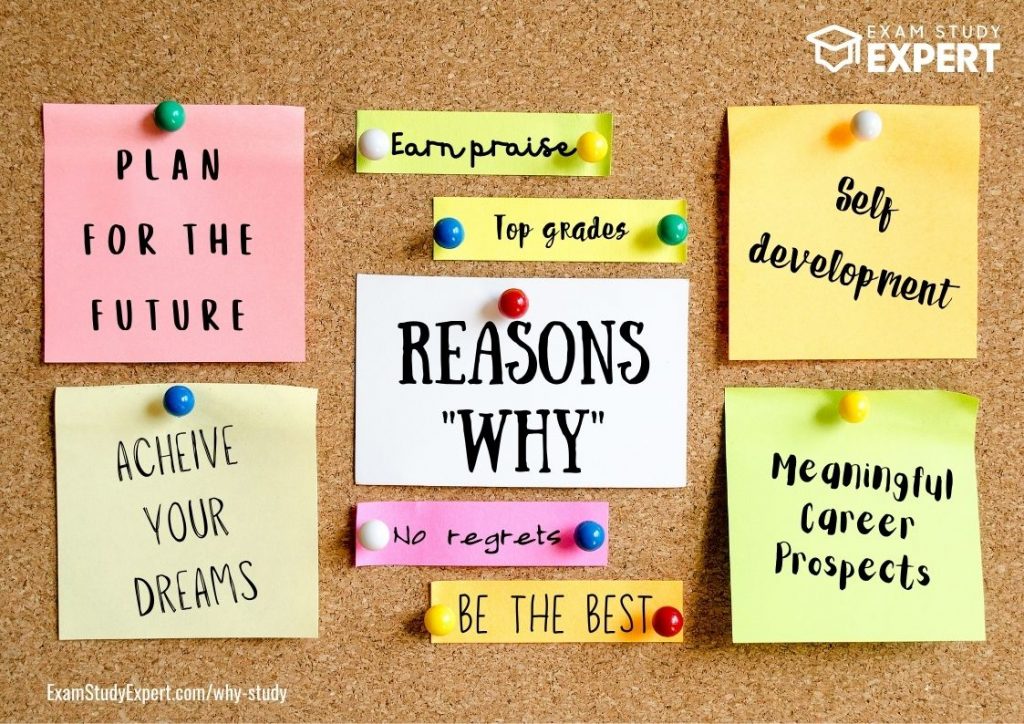 EXAM STUDY
EXPERT
PLAN
FOR THE
FUTURE
Earn praise
Top grades
Self
development
REASONS
"WHY"
ACHEIVE
YOUR
DREAMS
Meaningful
Career
Prospects
No regrets
BE THE BEST
ExamStudyExpert.com/why-study